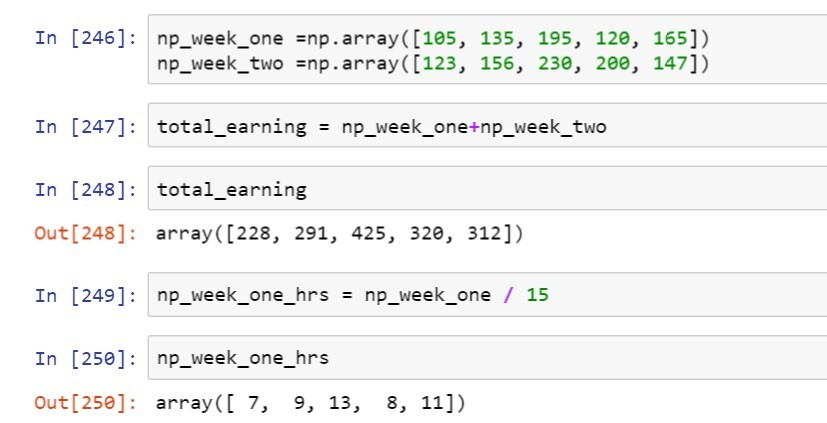 In [246]: np_week_one =np.array([105, 135, 195, 120, 165])
np_week_two =np.array([123, 156, 230, 200, 147])
In [247]: total_earning = np_week_one+np_week_two
In [248]: total_earning
Out[248]: array([228, 291, 425, 320, 312])
In [249]: np_week_one_hrs = np_week_one / 15
In [250]: np_week_one_hrs
Out[250]: array([ 7,  9, 13,  8, 11])